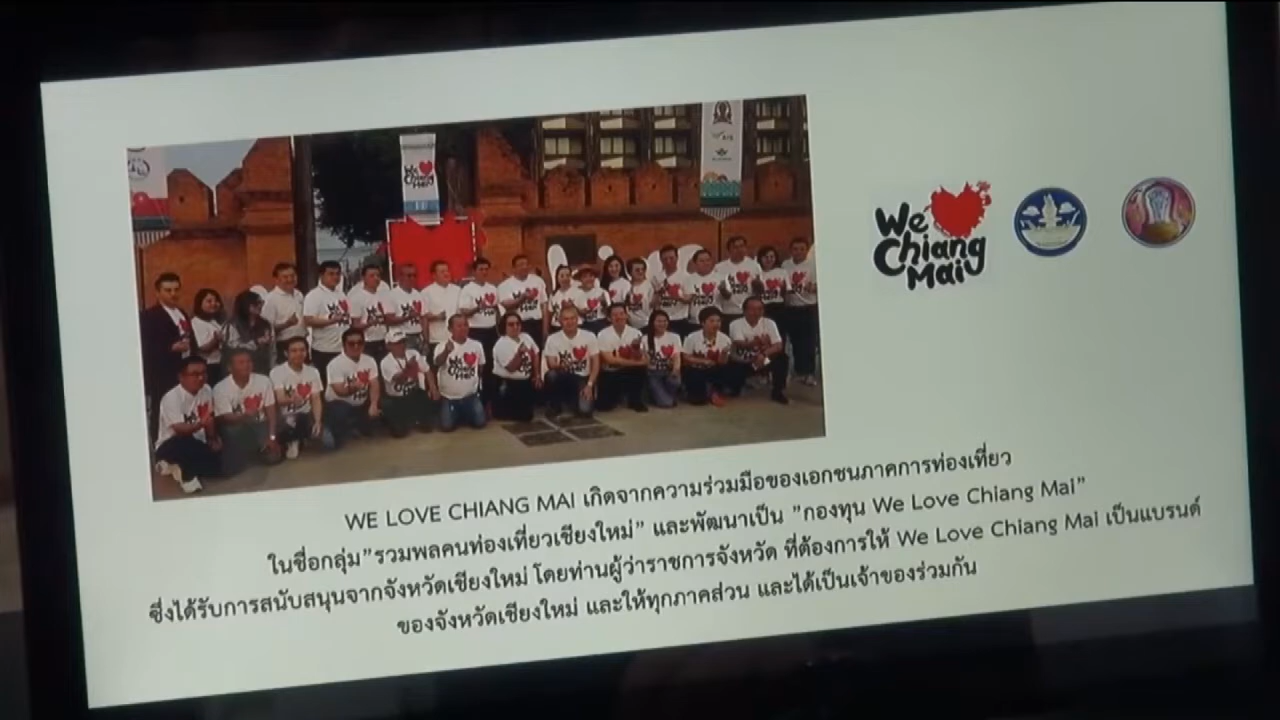 We
Chiang
Mai
We
Chiang
Mai
WE LOVE CHIANG MAI เกิดจากความร่วมมือของเอกชนภาคการท่องเที่ยว
ในชื่อกลุ่ม"รวมพลคนท่องเที่ยวเชียงใหม่" และพัฒนาเป็น "กองทุน We Love Chiang Mai"
ซึ่งได้รับการสนับสนุนจากจังหวัดเชียงใหม่ โดยท่านผู้ว่าราชการจังหวัด ที่ต้องการให้ We Love Chiang Mai เป็นแบรนด์
ของจังหวัดเชียงใหม่ และให้ทุกภาคส่วน และได้เป็นเจ้าของร่วมกัน